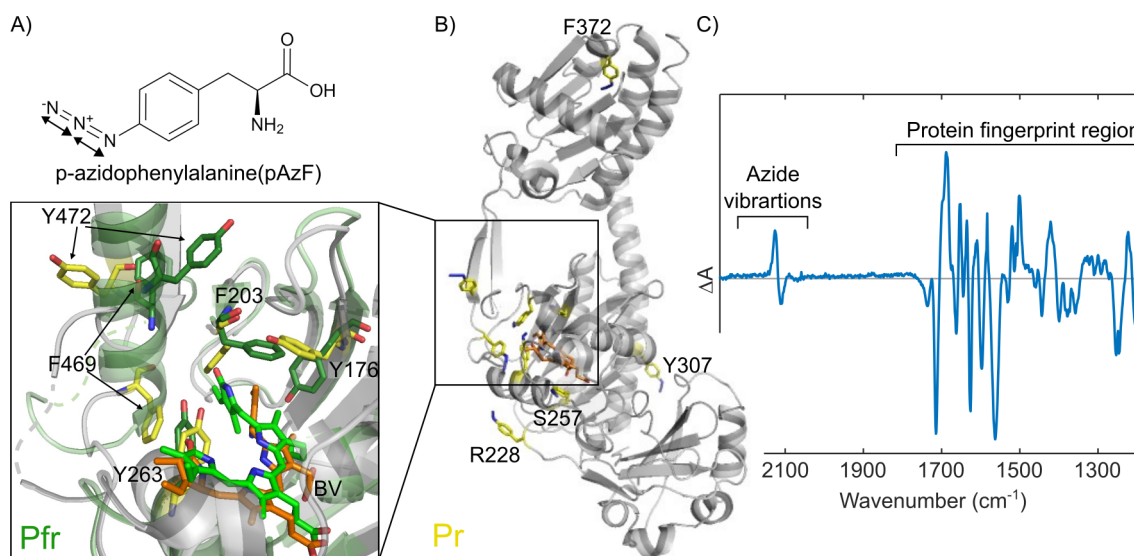 A)
O
OH
NH₂
-N
N+
N
p-azidophenylalanine(pAzF)
Y472
F203
F469
Y176
Y263
BV
Pfr
B)
F372
Y307
S257
R228
Pr
C)
Protein fingerprint region
Azide
vibrartions
ΔA
2100 1900 1700 1500 1300
Wavenumber (cm⁻¹)